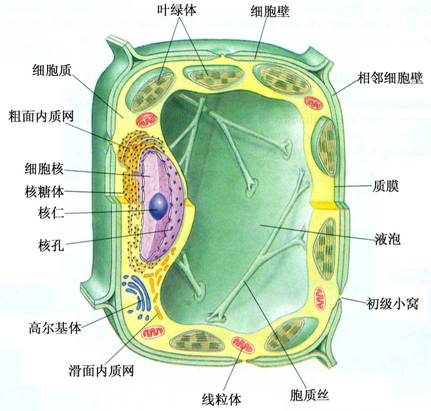 叶绿体
细胞壁
细胞质
相邻细胞壁
粗面内质网
细胞核
核糖体
质膜
核仁
核孔
液泡
初级小窝
高尔基体
滑面内质网
线粒体
胞质丝